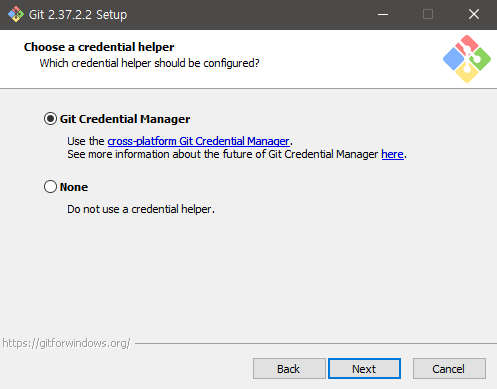 Git 2.37.2.2 Setup
Choose a credential helper
Which credential helper should be configured?
Git Credential Manager
Use the cross-platform Git Credential Manager.
See more information about the future of Git Credential Manager here.
None
Do not use a credential helper.
https://gitforwindows.org/
Back Next Cancel